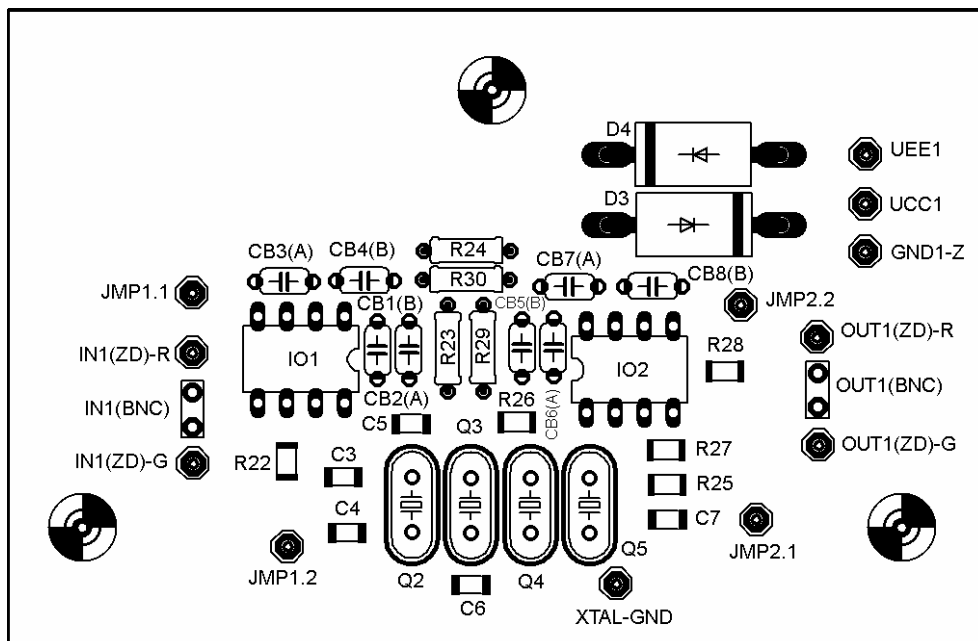 D4
UEE1
D3
UCC1
CB3(A)
CB4(B)
R24
CB7(A)
GND1-Z
R30
CB8(B)
JMP1.1
CB1(B)
CB5(B)
JMP2.2
IN1(ZD)-R
IO1
R23
R29
IO2
R28
OUT1(ZD)-R
IN1(BNC)
CB2(A)
OUT1(BNC)
C5
Q3
R26
CB6(A)
IN1(ZD)-G
R22
C3
R27
OUT1(ZD)-G
R25
C4
C7
Q5
JMP2.1
JMP1.2
Q2
Q4
C6
XTAL-GND